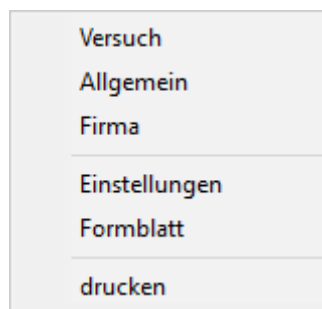 Versuch
Allgemein
Firma
Einstellungen
Formblatt
drucken